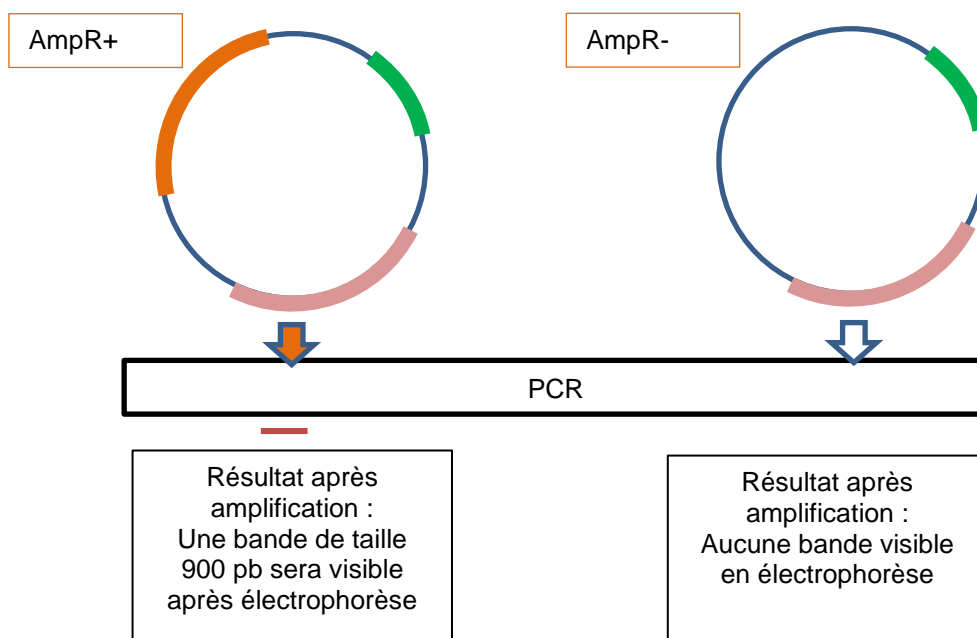 AmpR+
AmpR-
PCR
Résultat après
amplification :
Une bande de taille
900 pb sera visible
après électrophorèse
Résultat après
amplification :
Aucune bande visible
en électrophorèse